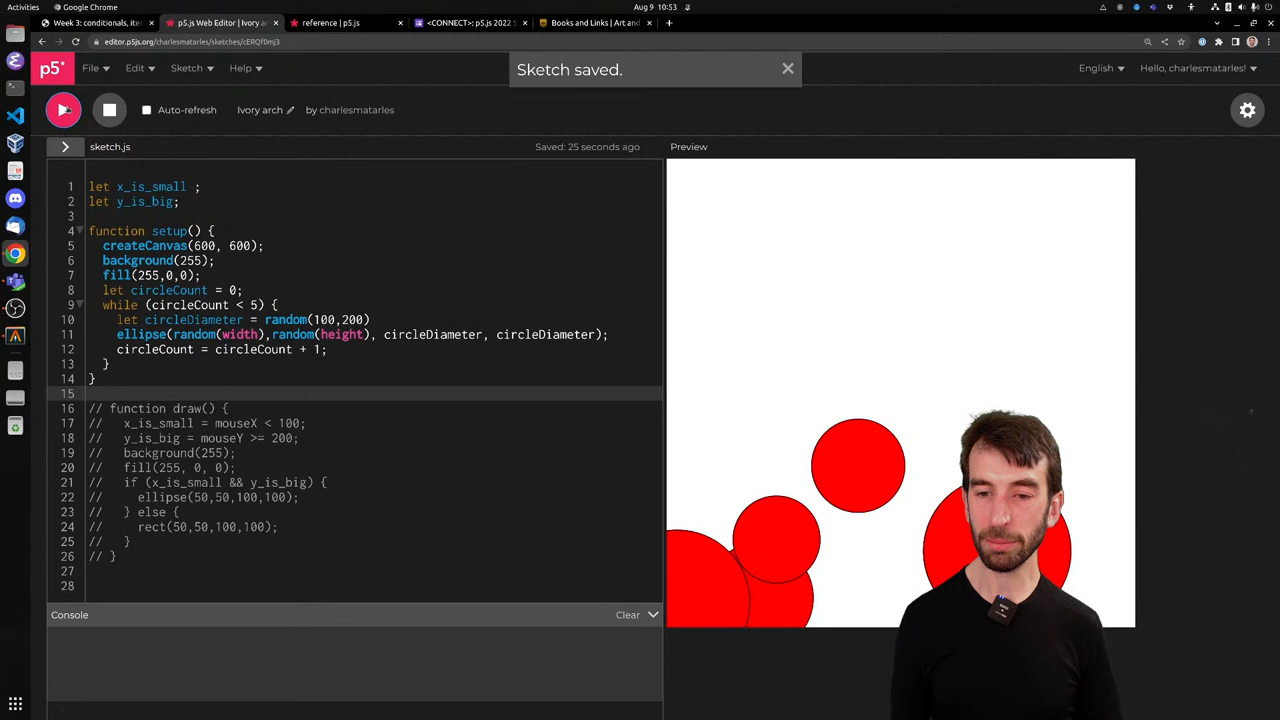 Activities
Google Chrome
Aug 9 10:53
Week 3: conditionals, iter
p5.js Web Editor | Ivory ar
reference | p5.js
<CONNECT>: p5.js 2022 S
Books and Links | Art and
editor.p5js.org/charlesmatarles/sketches/cERQf0mj3
p5*
File
Edit
Sketch
Help
Sketch saved.
English
Hello, charlesmatarles!
Auto-refresh
Ivory arch
by charlesmatarles
sketch.js
Saved: 25 seconds ago
Preview
1 let x_is_small ;
2 let y_is_big;
3
4 function setup() {
5 createCanvas(600, 600);
6 background(255);
7 fill(255,0,0);
8 let circleCount = 0;
9 while (circleCount < 5) {
10 let circleDiameter = random(100,200)
11 ellipse(random(width),random(height), circleDiameter, circleDiameter);
12 circleCount = circleCount + 1;
13 }
14 }
15
16 // function draw() {
17 // x_is_small = mouseX < 100;
18 // y_is_big = mouseY >= 200;
19 // background(255);
20 // fill(255, 0, 0);
21 // if (x_is_small && y_is_big) {
22 // ellipse(50,50,100,100);
23 // } else {
24 // rect(50,50,100,100);
25 // }
26 // }
27
28
Console
Clear